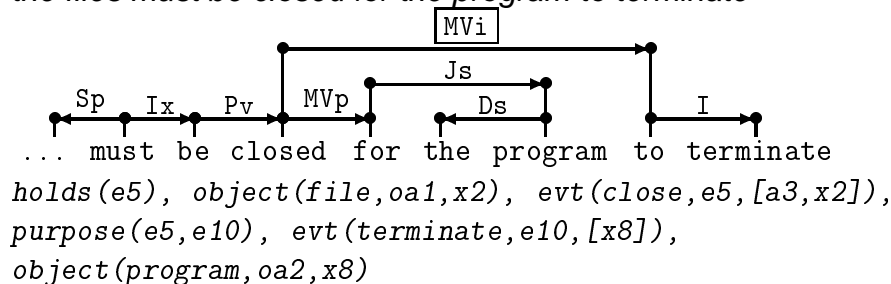 the files must be closed for the program to terminate
MVi
Js
Sp Ix Pv MVp Ds I
... must be closed for the program to terminate
holds(e5), object(file,oa1,x2), evt(close,e5,[a3,x2]),
purpose(e5,e10), evt(terminate,e10,[x8]),
object(program,oa2,x8)